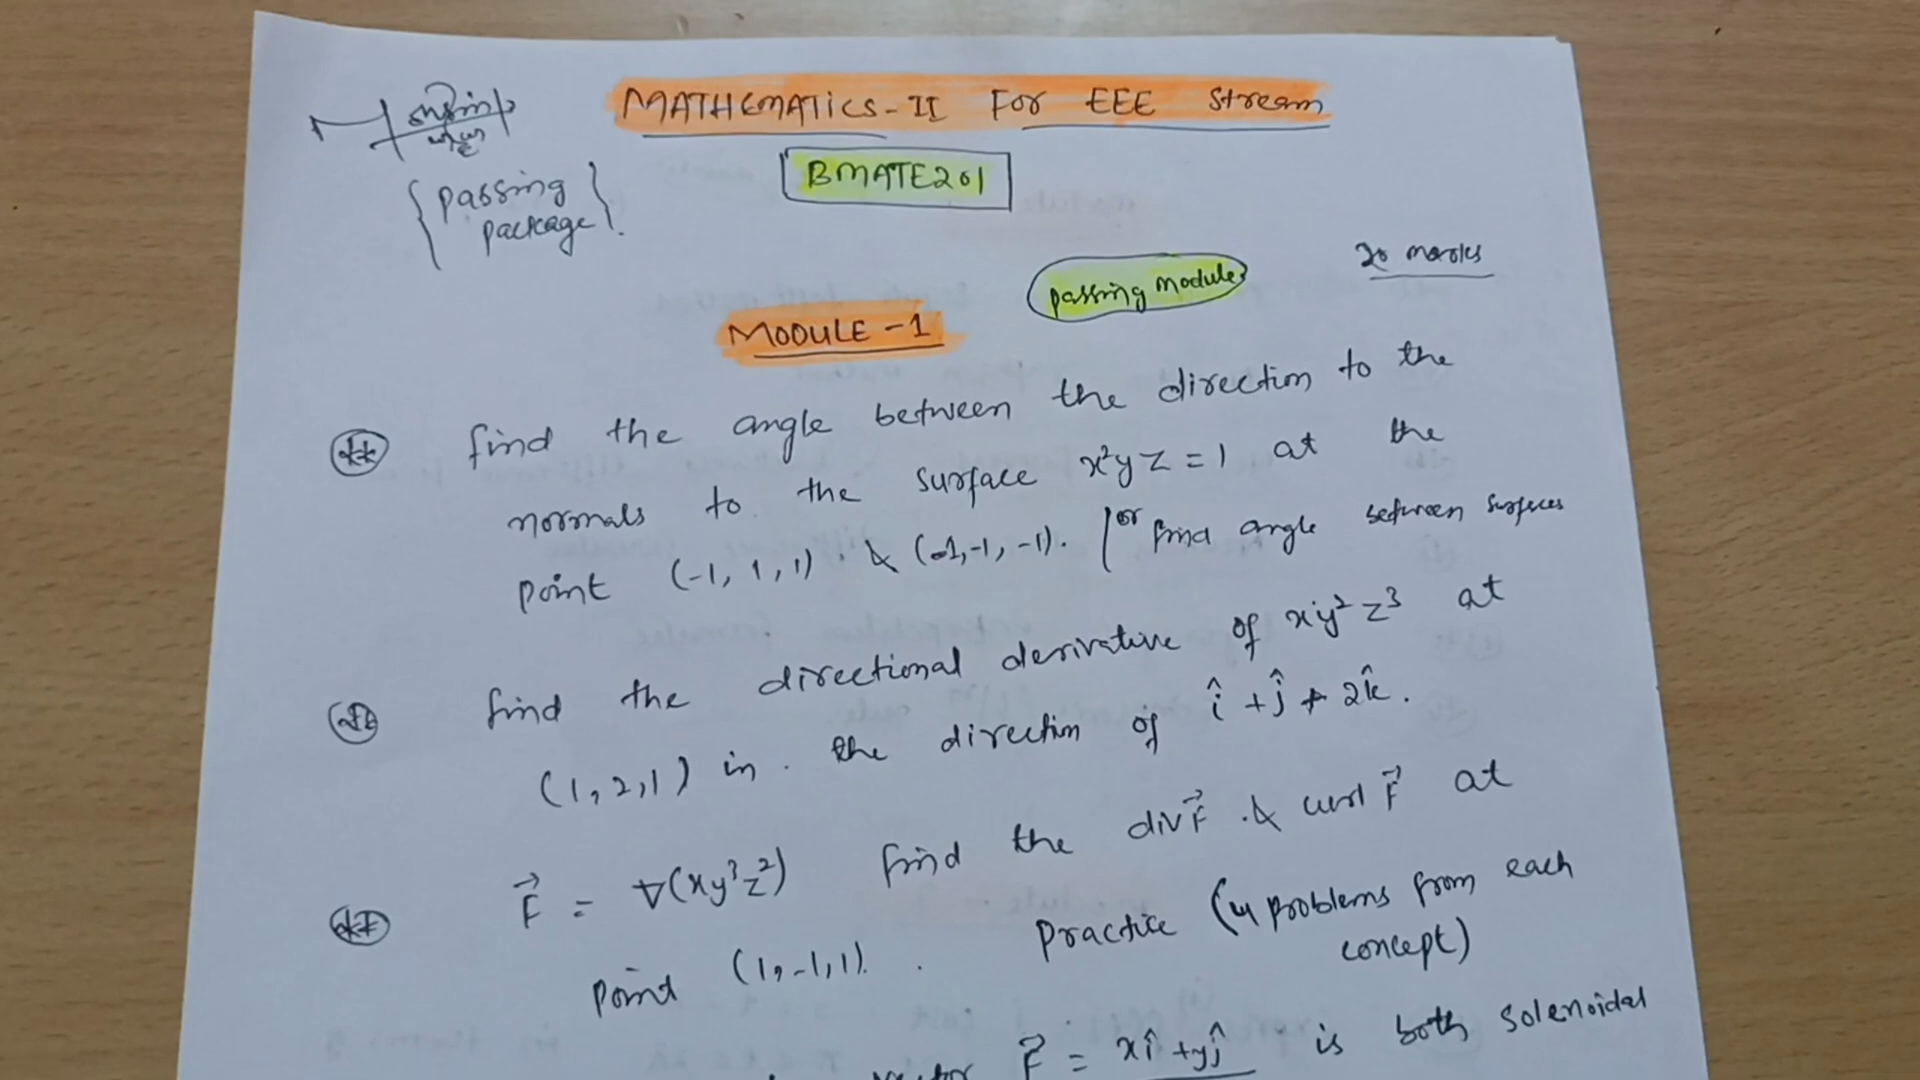 MATHEMATICS-II For EEE Stream
BMATE201
{Passing package}.
20 marks
passing module
MODULE-1
find the angle between the direction to the
normals to the surface x²yz=1 at the
point (-1, 1, 1) & (-1,-1, -1). | or find angle between surfaces
find the directional derivative of xy²z³ at
(1,2,1) in the direction of î + ĵ + 2k̂.
F⃗ = ∇(xy³z²) find the div F⃗ & curl F⃗ at
point (1,-1,1). Practice (4 problems from each concept)
vector F⃗ = xî+yĵ is both solenoidal